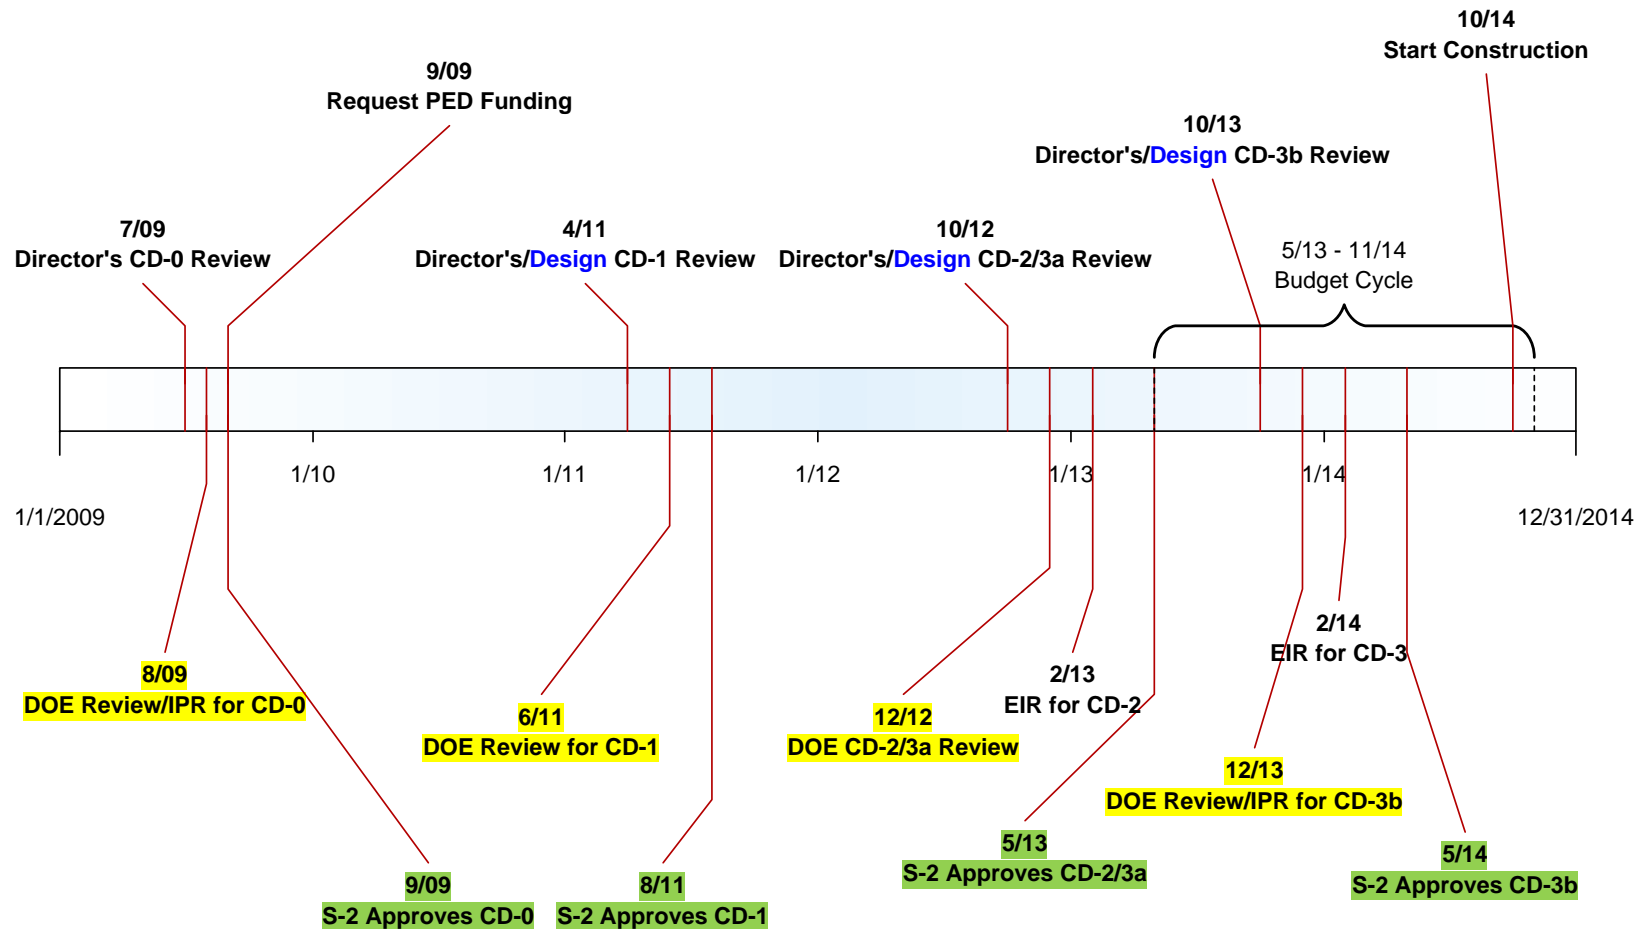 10/14
Start Construction
9/09
Request PED Funding
10/13
Director's/Design CD-3b Review
7/09
Director's CD-0 Review
4/11
Director's/Design CD-1 Review
10/12
Director's/Design CD-2/3a Review
5/13 - 11/14
Budget Cycle
1/10
1/11
1/12
1/13
1/14
1/1/2009
12/31/2014
8/09
DOE Review/IPR for CD-0
6/11
DOE Review for CD-1
12/12
DOE CD-2/3a Review
2/13
EIR for CD-2
2/14
EIR for CD-3
12/13
DOE Review/IPR for CD-3b
9/09
S-2 Approves CD-0
8/11
S-2 Approves CD-1
5/13
S-2 Approves CD-2/3a
5/14
S-2 Approves CD-3b